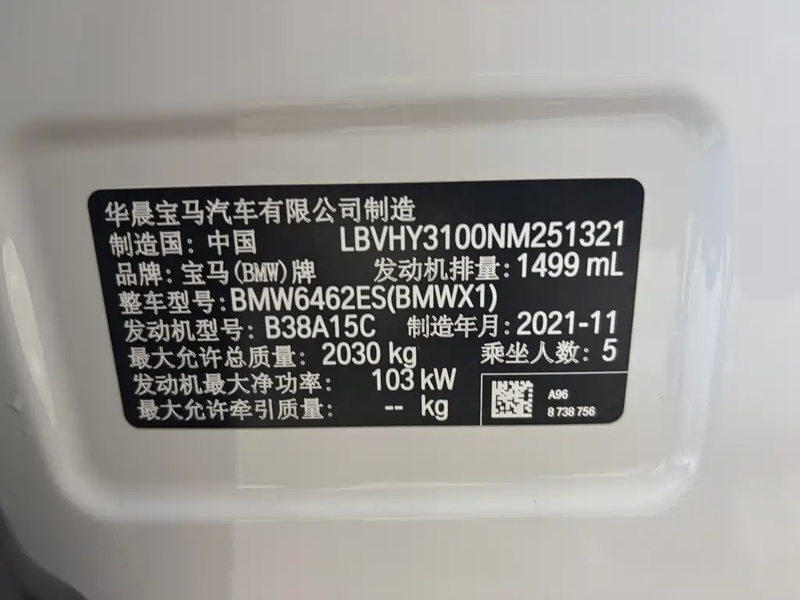 华晨宝马汽车有限公司制造
制造国: 中国 LBVHY3100NM251321
品牌: 宝马(BMW)牌 发动机排量: 1499 mL
整车型号: BMW6462ES(BMWX1)
发动机型号: B38A15C 制造年月: 2021-11
最大允许总质量: 2030 kg 乘坐人数: 5
发动机最大净功率: 103 kW
最大允许牵引质量: -- kg
A96
8 738 756